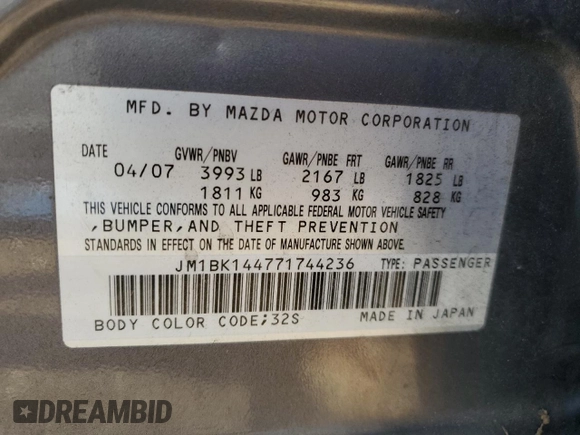 MFD. BY MAZDA MOTOR CORPORATION
DATE GVWR/PNBV GAWR/PNBE FRT GAWR/PNBE RR
04/07 3993 LB 2167 LB 1825 LB
1811 KG 983 KG 828 KG
THIS VEHICLE CONFORMS TO ALL APPLICABLE FEDERAL MOTOR VEHICLE SAFETY
,BUMPER,AND THEFT PREVENTION
STANDARDS IN EFFECT ON THE DATE OF MANUFACTURE SHOWN ABOVE.
JM1BK144771744236 TYPE: PASSENGER
BODY COLOR CODE;32S MADE IN JAPAN
DREAMBID